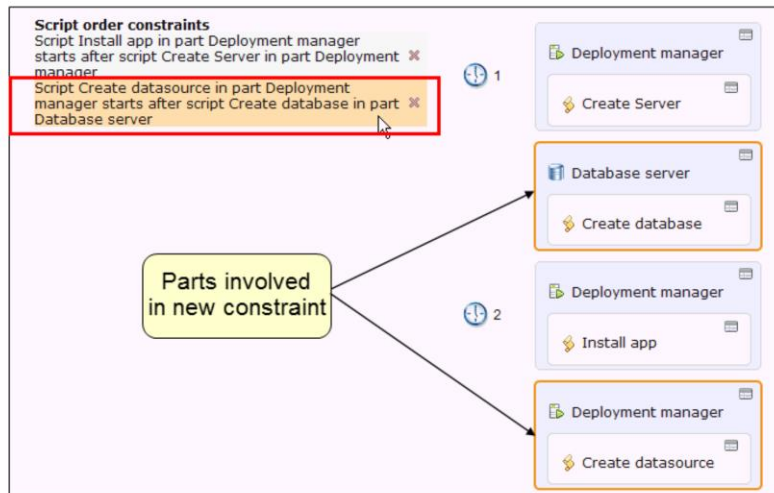 Script order constraints
Script Install app in part Deployment manager
starts after script Create Server in part Deployment
manager
Script Create datasource in part Deployment
manager starts after script Create database in part
Database server
1
Deployment manager
Create Server
Database server
Create database
Parts involved
in new constraint
2
Deployment manager
Install app
Deployment manager
Create datasource